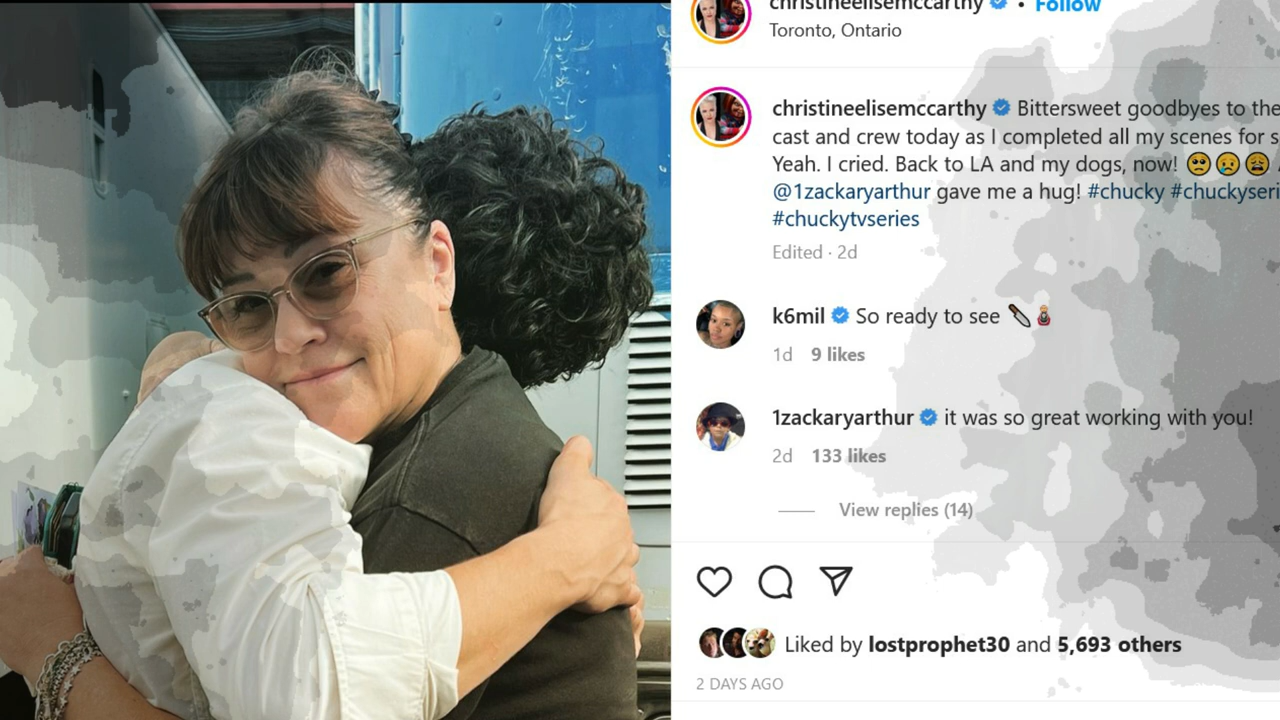 christineelisemccarthy • Follow
Toronto, Ontario
christineelisemccarthy Bittersweet goodbyes to the
cast and crew today as I completed all my scenes for s
Yeah. I cried. Back to LA and my dogs, now! 🥺😢😩
@1zackaryarthur gave me a hug! #chucky #chuckyseri
#chuckytvseries
Edited · 2d
k6mil So ready to see 🔪🪆
1d 9 likes
1zackaryarthur it was so great working with you!
2d 133 likes
View replies (14)
Liked by lostprophet30 and 5,693 others
2 DAYS AGO